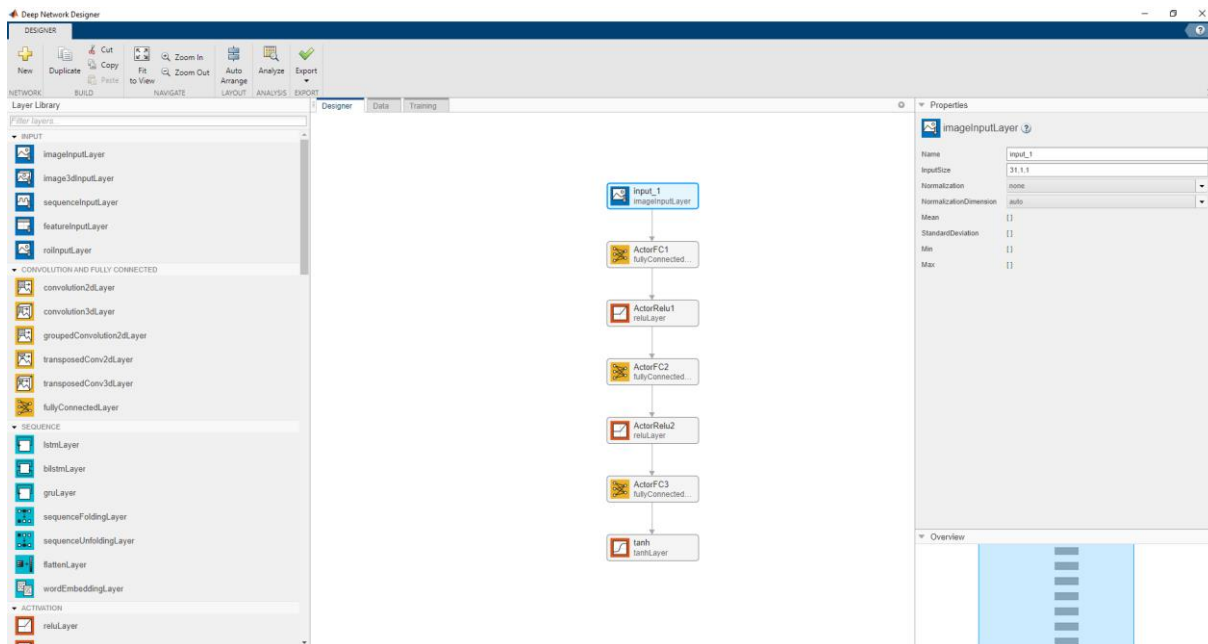 Deep Network Designer
DESIGNER
New
Duplicate
Cut
Copy
Paste
Fit
to View
Zoom In
Zoom Out
Auto
Arrange
Analyze
Export
NETWORK
BUILD
NAVIGATE
LAYOUT
ANALYSIS
EXPORT
Layer Library
Filter layers...
INPUT
imageInputLayer
image3dInputLayer
sequenceInputLayer
featureInputLayer
roiInputLayer
CONVOLUTION AND FULLY CONNECTED
convolution2dLayer
convolution3dLayer
groupedConvolution2dLayer
transposedConv2dLayer
transposedConv3dLayer
fullyConnectedLayer
SEQUENCE
lstmLayer
bilstmLayer
gruLayer
sequenceFoldingLayer
sequenceUnfoldingLayer
flattenLayer
wordEmbeddingLayer
ACTIVATION
reluLayer
Designer
Data
Training
input_1
imageInputLayer
ActorFC1
fullyConnected...
ActorRelu1
reluLayer
ActorFC2
fullyConnected...
ActorRelu2
reluLayer
ActorFC3
fullyConnected...
tanh
tanhLayer
Properties
imageInputLayer
Name input_1
InputSize 31,1,1
Normalization none
NormalizationDimension auto
Mean []
StandardDeviation []
Min []
Max []
Overview